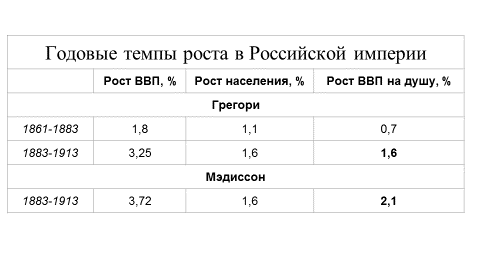 Годовые темпы роста в Российской империи
Рост ВВП, % Рост населения, % Рост ВВП на душу, %
Грегори
1861-1883 1,8 1,1 0,7
1883-1913 3,25 1,6 1,6
Мэдиссон
1883-1913 3,72 1,6 2,1